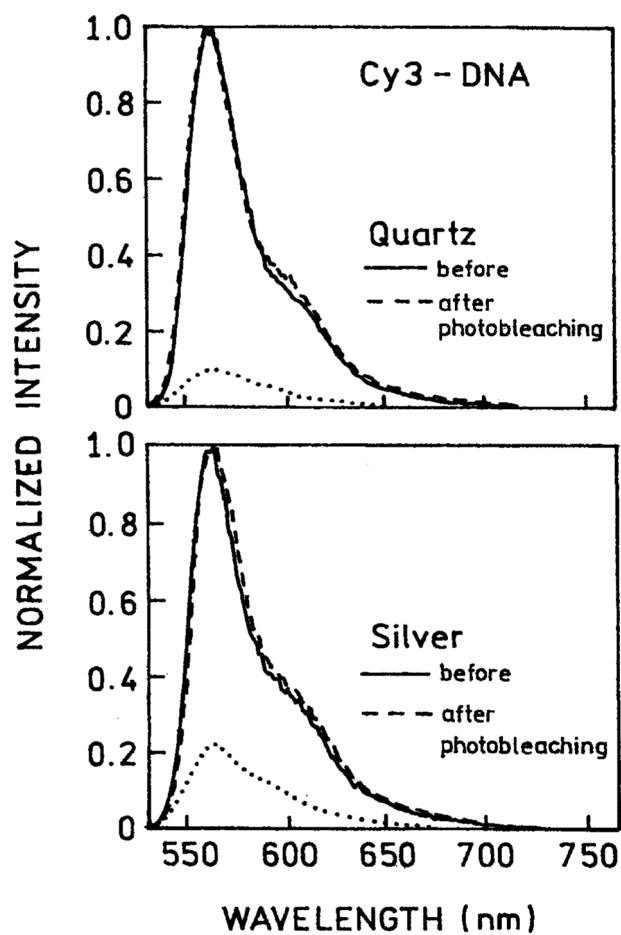 1.0
Cy3 - DNA
0.8
0.6
Quartz
0.4
before
after
photobleaching
0.2
0
NORMALIZED INTENSITY
1.0
0.8
0.6
Silver
0.4
before
after
photobleaching
0.2
0
550 600 650 700 750
WAVELENGTH (nm)